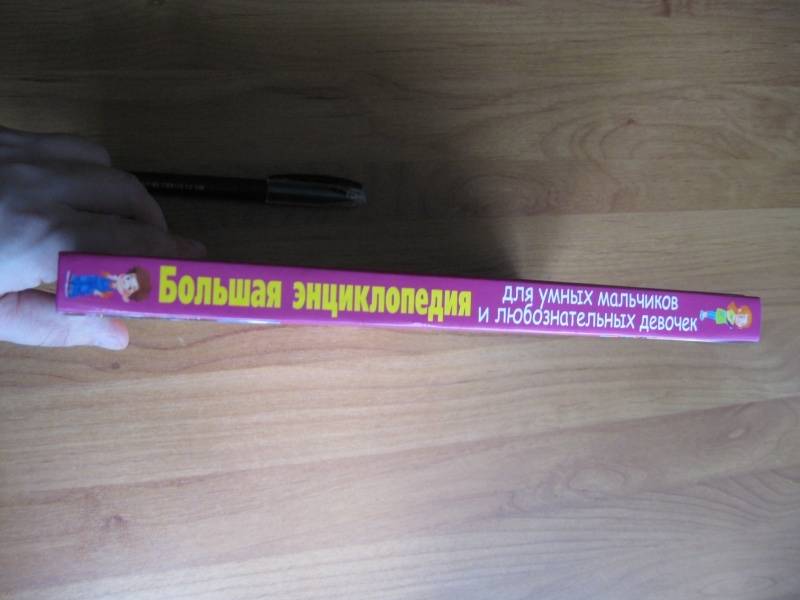 Большая энциклопедия
для умных мальчиков
и любознательных девочек